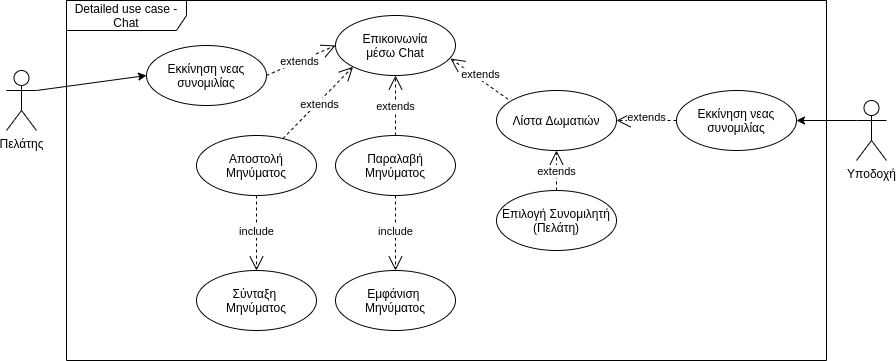 Detailed use case -
Chat
Επικοινωνία
μέσω Chat
extends
Εκκίνηση νεας
συνομιλίας
extends
extends
extends
Λίστα Δωματιών
extends
Εκκίνηση νεας
συνομιλίας
Πελάτης
Υποδοχή
Αποστολή
Μηνύματος
Παραλαβή
Μηνύματος
extends
Επιλογή Συνομιλητή
(Πελάτη)
include
include
Σύνταξη
Μηνύματος
Εμφάνιση
Μηνύματος